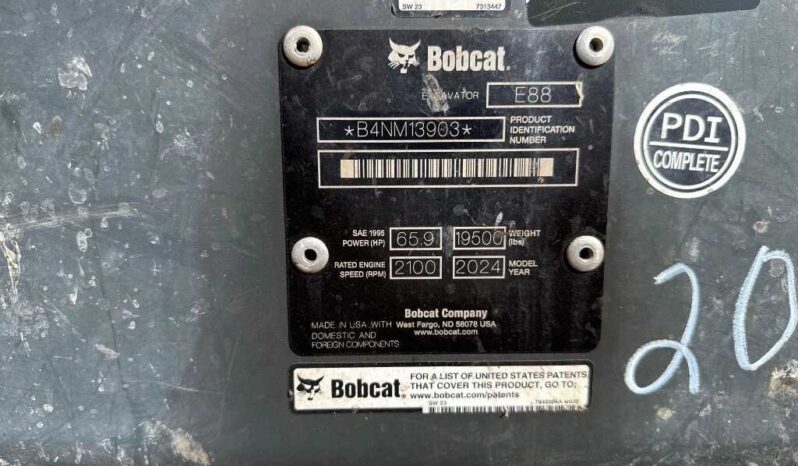 SW 23 7313447
Bobcat.
EXCAVATOR E88
*B4NM13903* PRODUCT IDENTIFICATION NUMBER
SAE 1995 POWER (HP) 65.9 19500 WEIGHT (lbs)
RATED ENGINE SPEED (RPM) 2100 2024 MODEL YEAR
Bobcat Company
MADE IN USA WITH West Fargo, ND 58078 USA
DOMESTIC AND www.bobcat.com
FOREIGN COMPONENTS
PDI
COMPLETE
20
Bobcat FOR A LIST OF UNITED STATES PATENTS
THAT COVER THIS PRODUCT, GO TO:
www.bobcat.com/patents
SW 23